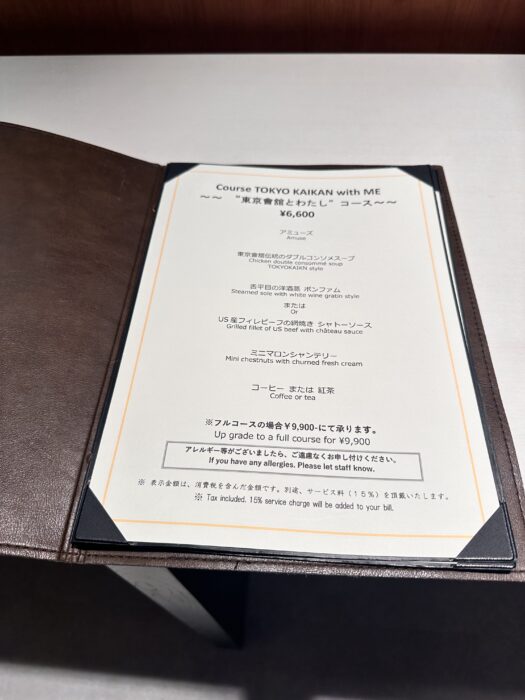 Course TOKYO KAIKAN with ME
～～ "東京會舘とわたし" コース～～
¥6,600
アミューズ
Amuse
東京會舘伝統のダブルコンソメスープ
Chicken double consommé soup
TOKYOKAIKN style
舌平目の洋酒蒸 ボンファム
Steamed sole with white wine gratin style
または
Or
US産フィレビーフの網焼き シャトーソース
Grilled fillet of US beef with château sauce
ミニマロンシャンテリー
Mini chestnuts with churned fresh cream
コーヒー または 紅茶
Coffee or tea
※フルコースの場合￥9,900-にて承ります。
Up grade to a full course for ¥9,900
アレルギー等がございましたら、ご遠慮なくお申し付けください。
If you have any allergies. Please let staff know.
※ 表示金額は、消費税を含んだ金額です。別途、サービス料（１５％）を頂戴いたします。
※ Tax included. 15% service charge will be added to your bill.